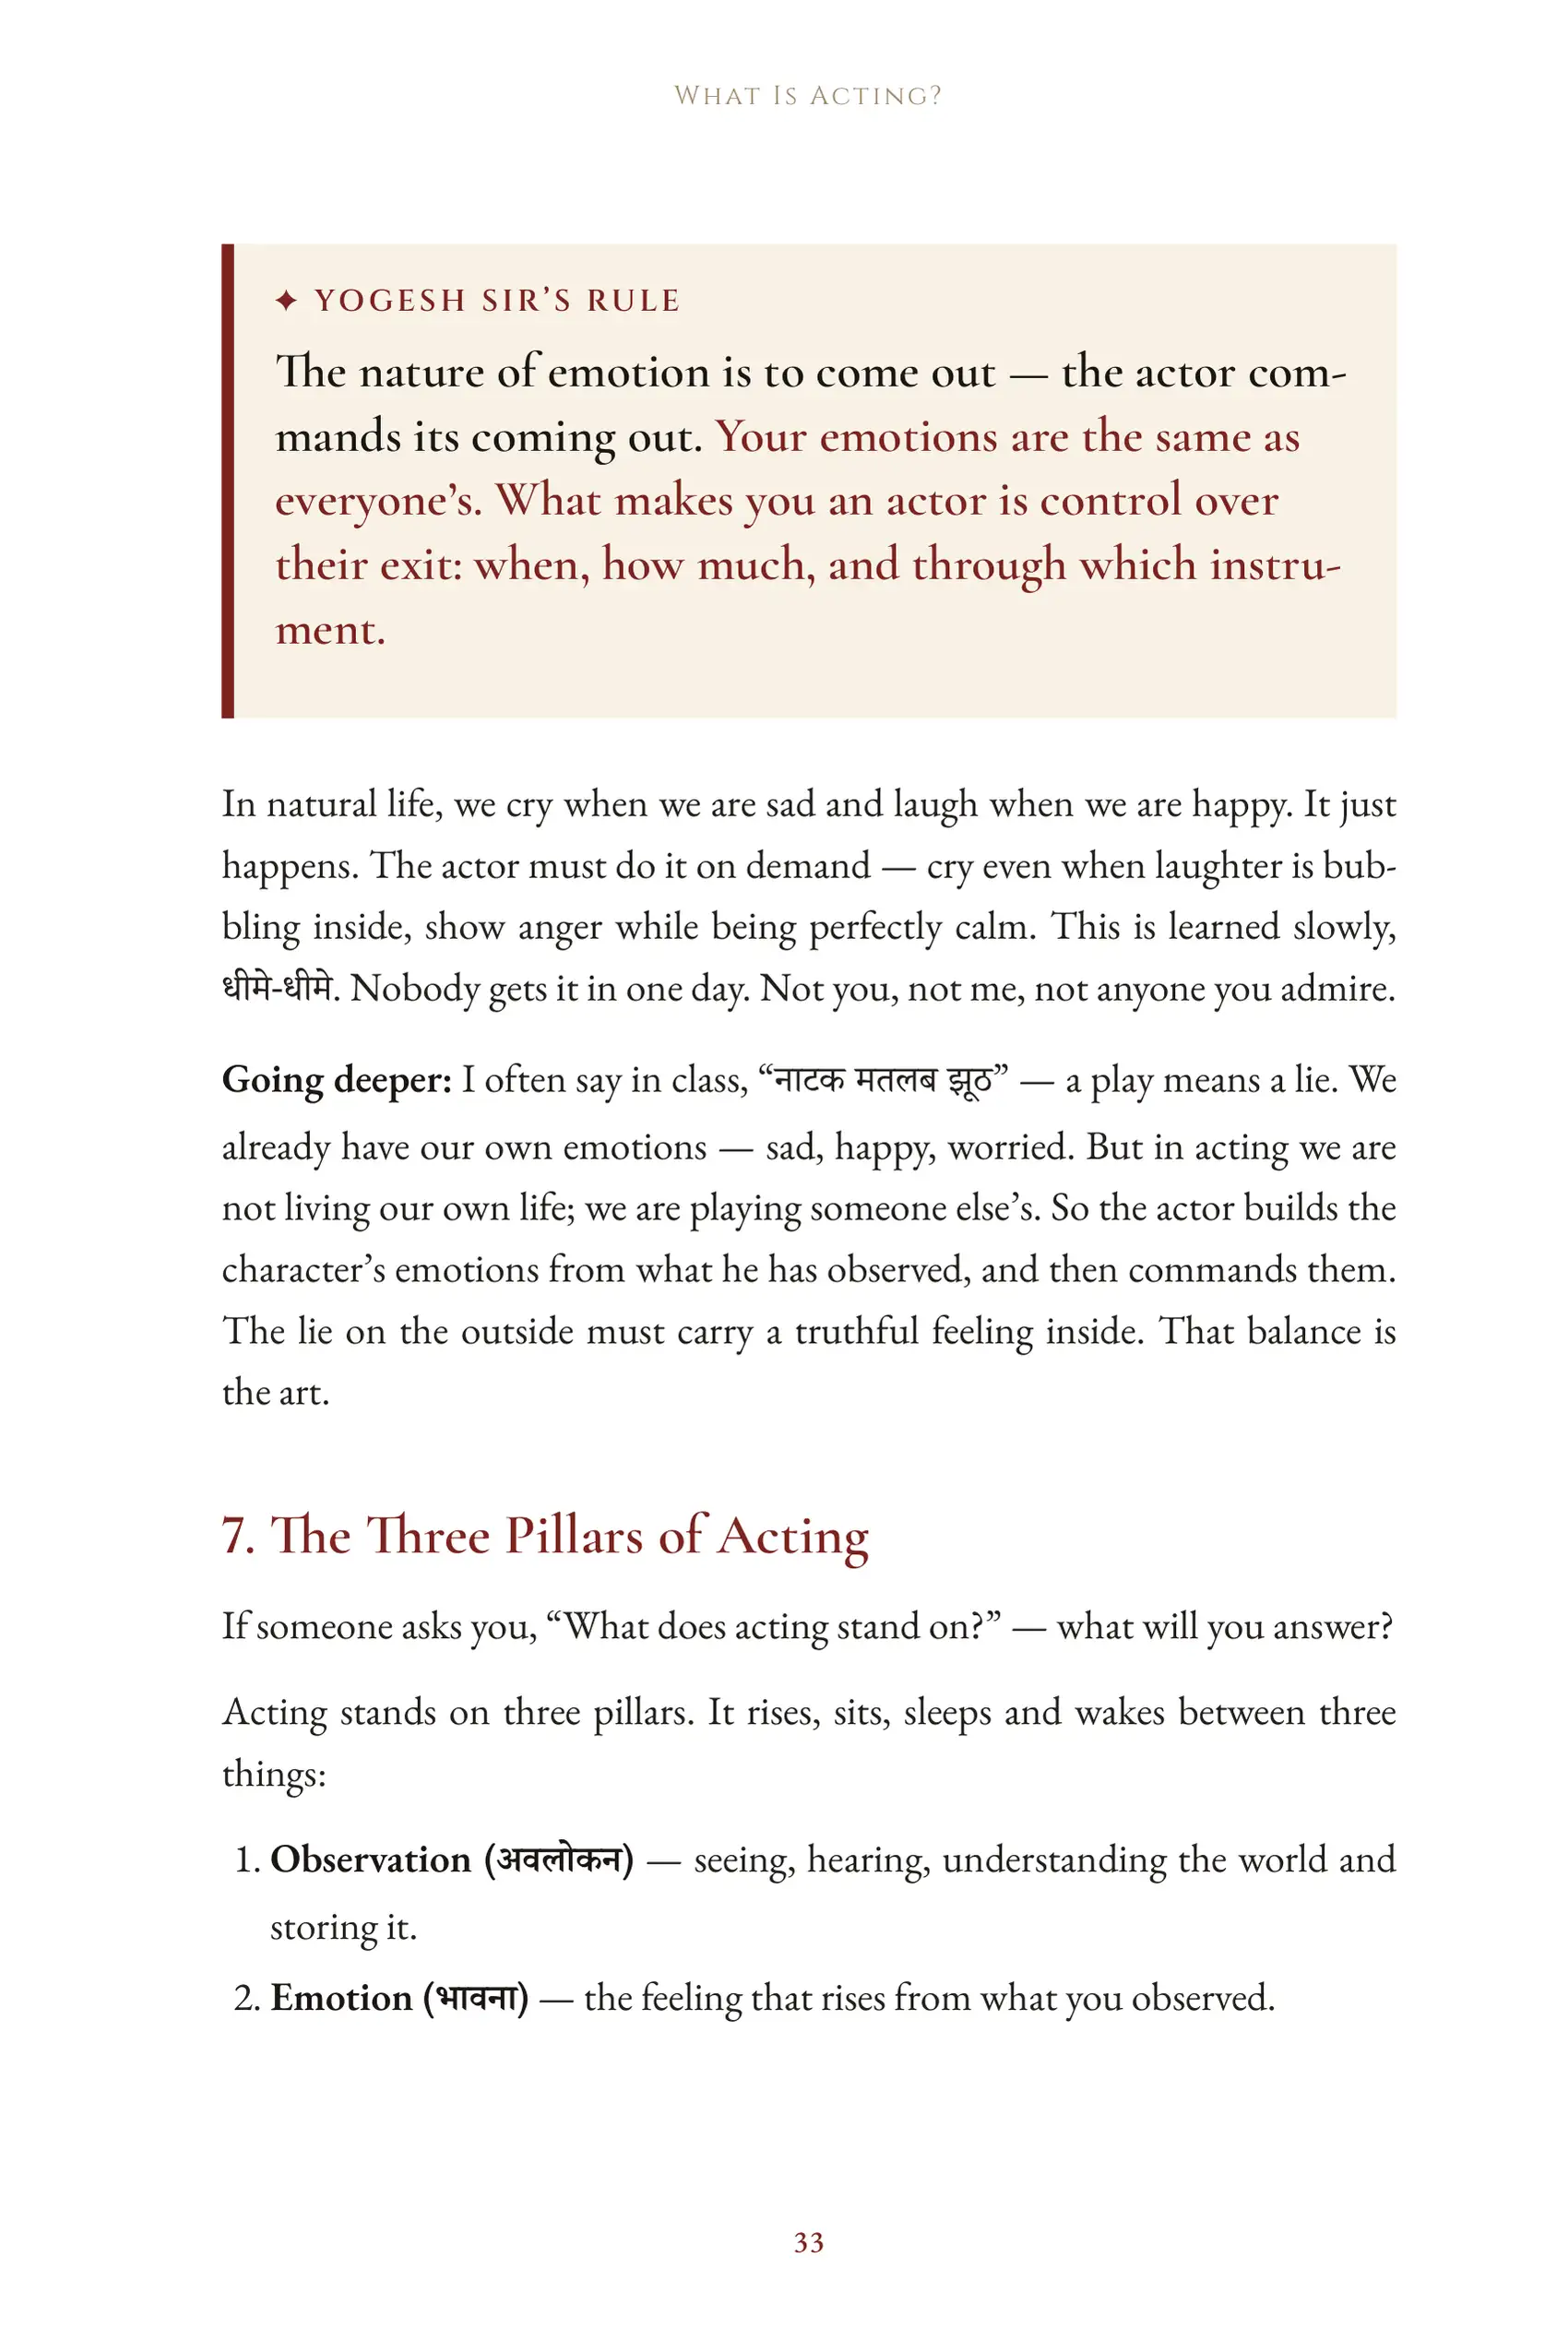 What Is Acting?
✦ YOGESH SIR’S RULE
The nature of emotion is to come out — the actor com-
mands its coming out. Your emotions are the same as
everyone’s. What makes you an actor is control over
their exit: when, how much, and through which instru-
ment.
In natural life, we cry when we are sad and laugh when we are happy. It just
happens. The actor must do it on demand — cry even when laughter is bub-
bling inside, show anger while being perfectly calm. This is learned slowly,
धीमे-धीमे. Nobody gets it in one day. Not you, not me, not anyone you admire.
Going deeper: I often say in class, “नाटक मतलब झूठ” — a play means a lie. We
already have our own emotions — sad, happy, worried. But in acting we are
not living our own life; we are playing someone else’s. So the actor builds the
character’s emotions from what he has observed, and then commands them.
The lie on the outside must carry a truthful feeling inside. That balance is
the art.
7. The Three Pillars of Acting
If someone asks you, “What does acting stand on?” — what will you answer?
Acting stands on three pillars. It rises, sits, sleeps and wakes between three
things:
1. Observation (अवलोकन) — seeing, hearing, understanding the world and
storing it.
2. Emotion (भावना) — the feeling that rises from what you observed.
33